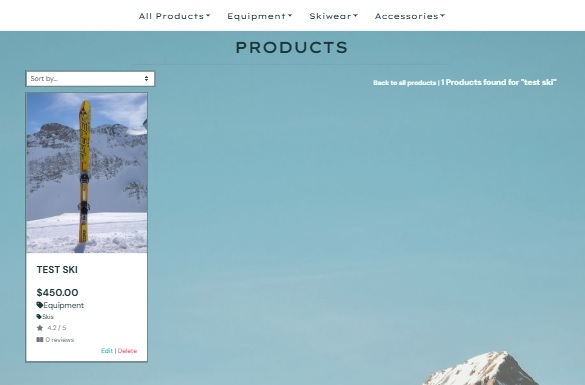 All Products Equipment Skiwear Accessories
PRODUCTS
Sort by...
Back to all products | 1 Products found for "test ski"
TEST SKI
$450.00
Equipment
Skis
4.2 / 5
0 reviews
Edit | Delete